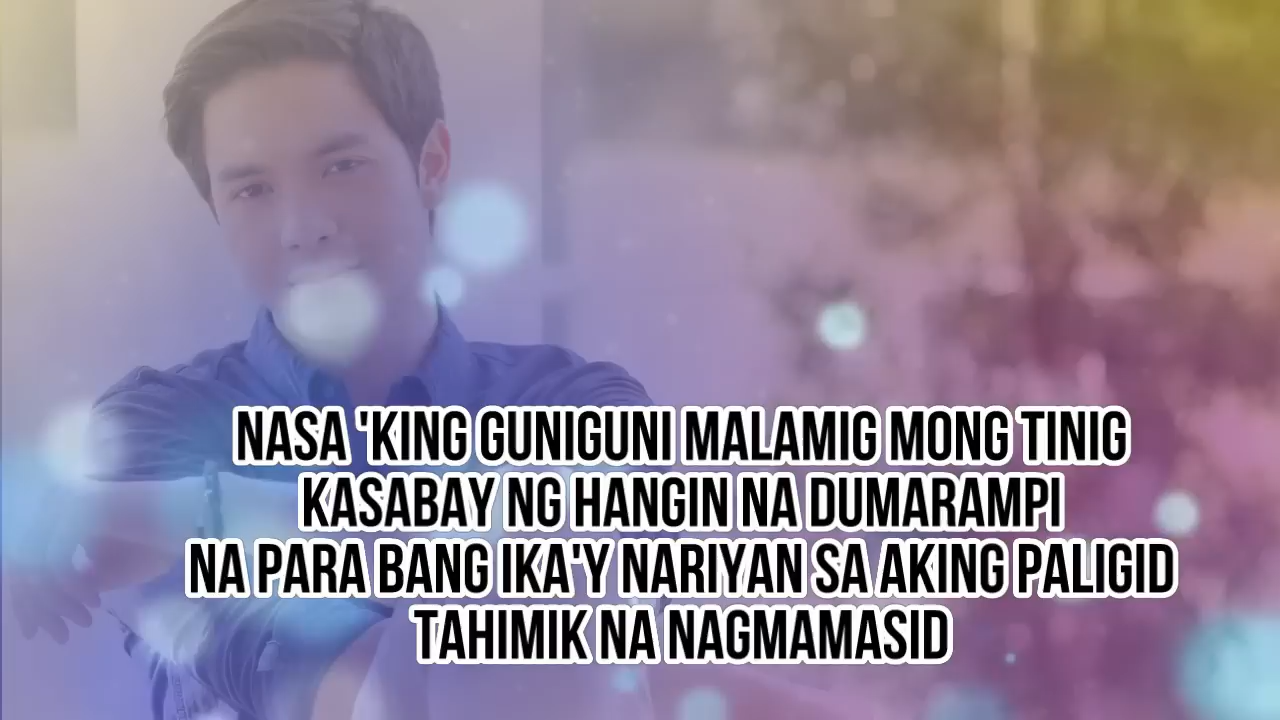 NASA 'KING GUNIGUNI MALAMIG MONG TINIG
KASABAY NG HANGIN NA DUMARAMPI
NA PARA BANG IKA'Y NARIYAN SA AKING PALIGID
TAHIMIK NA NAGMAMASID